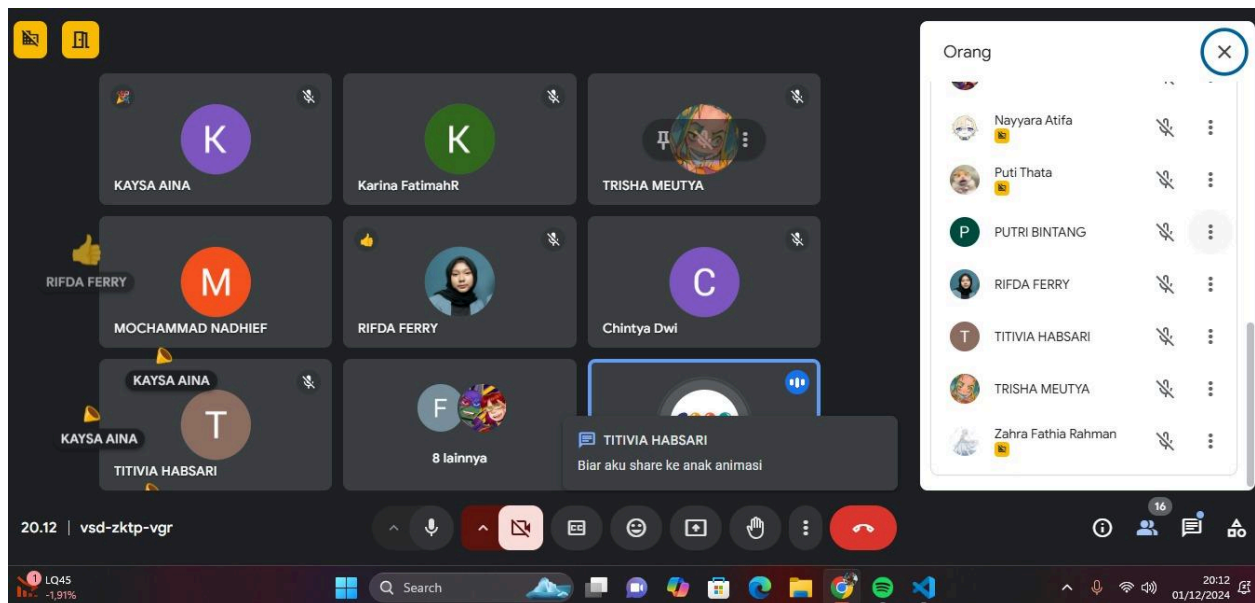 K
KAYSA AINA
K
Karina FatimahR
TRISHA MEUTYA
RIFDA FERRY
M
MOCHAMMAD NADHIEF
RIFDA FERRY
C
Chintya Dwi
KAYSA AINA
KAYSA AINA
T
TITIVIA HABSARI
F
8 lainnya
TITIVIA HABSARI
Biar aku share ke anak animasi
Orang
Nayyara Atifa
Puti Thata
P
PUTRI BINTANG
RIFDA FERRY
T
TITIVIA HABSARI
TRISHA MEUTYA
Zahra Fathia Rahman
20.12 | vsd-zktp-vgr
CC
16
1
LQ45
-1,91%
Search
20:12
01/12/2024